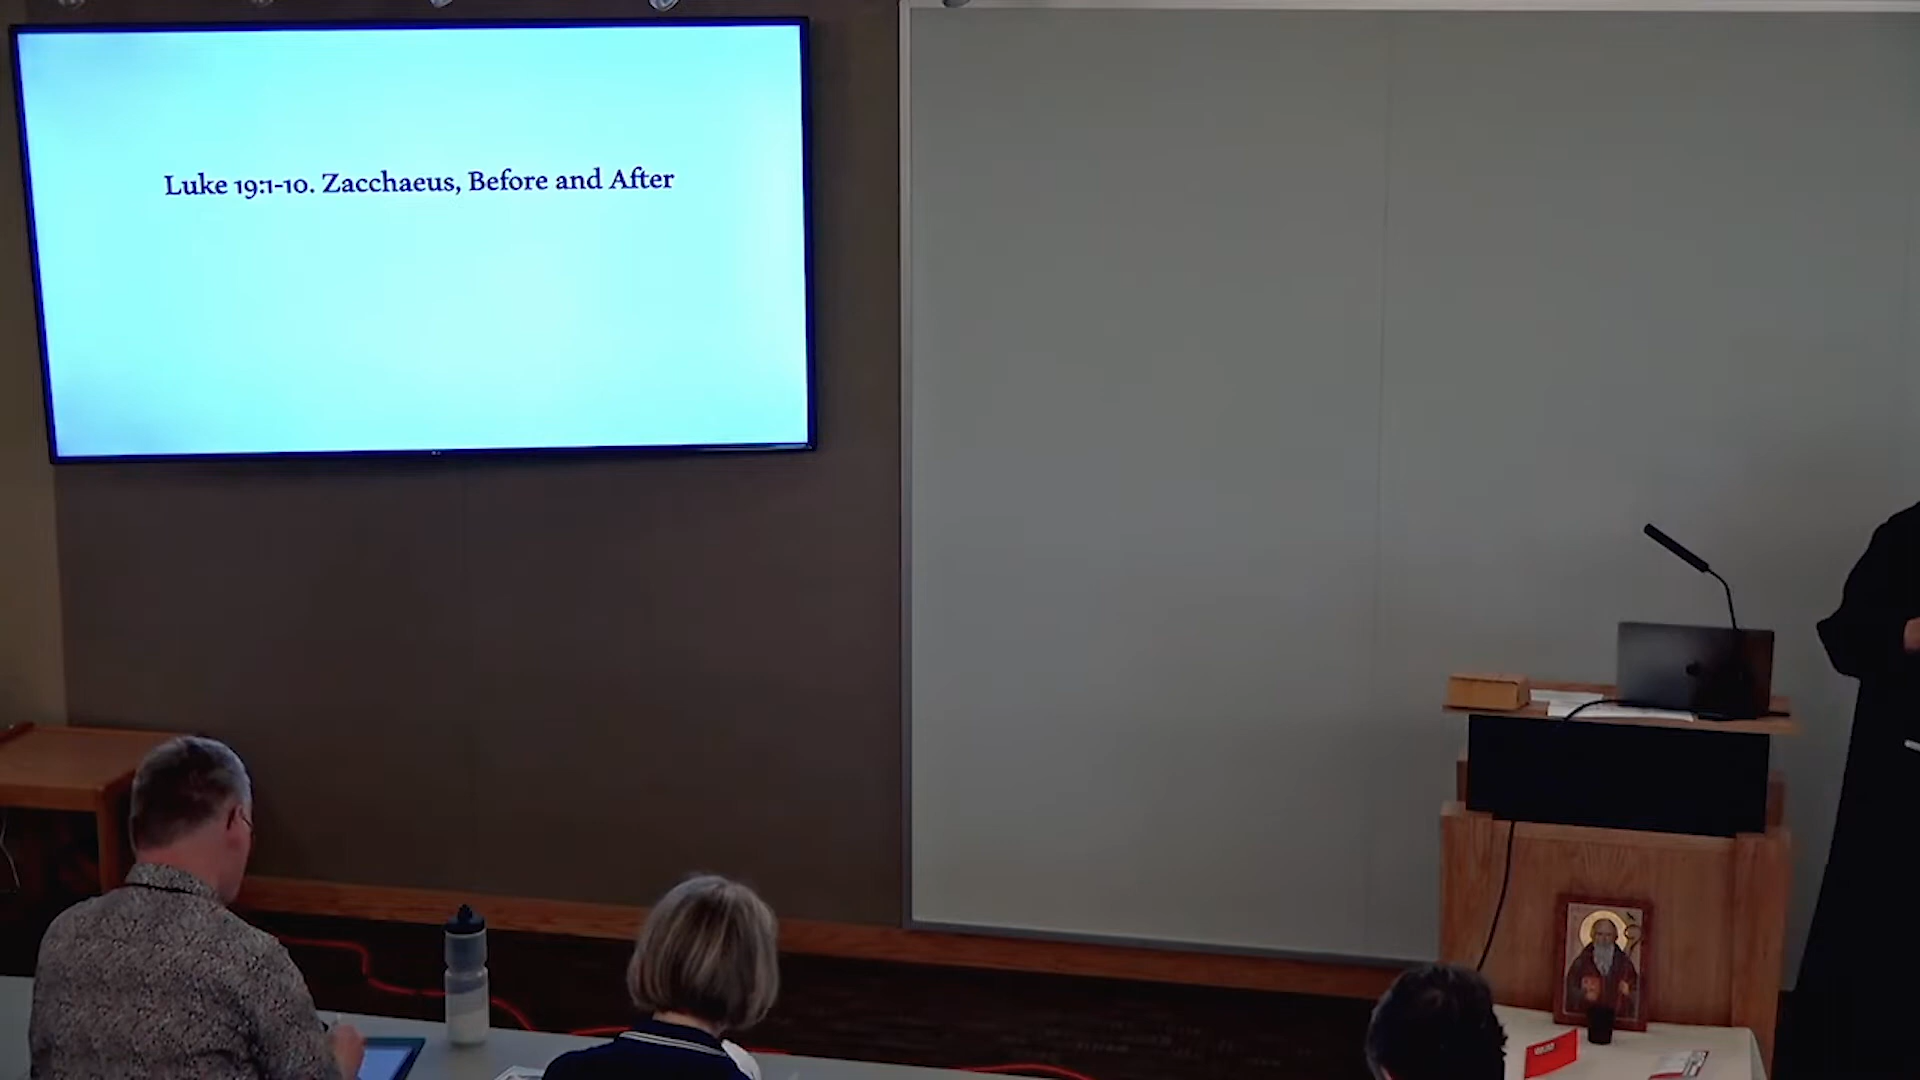 Luke 19:1-10. Zacchaeus, Before and After